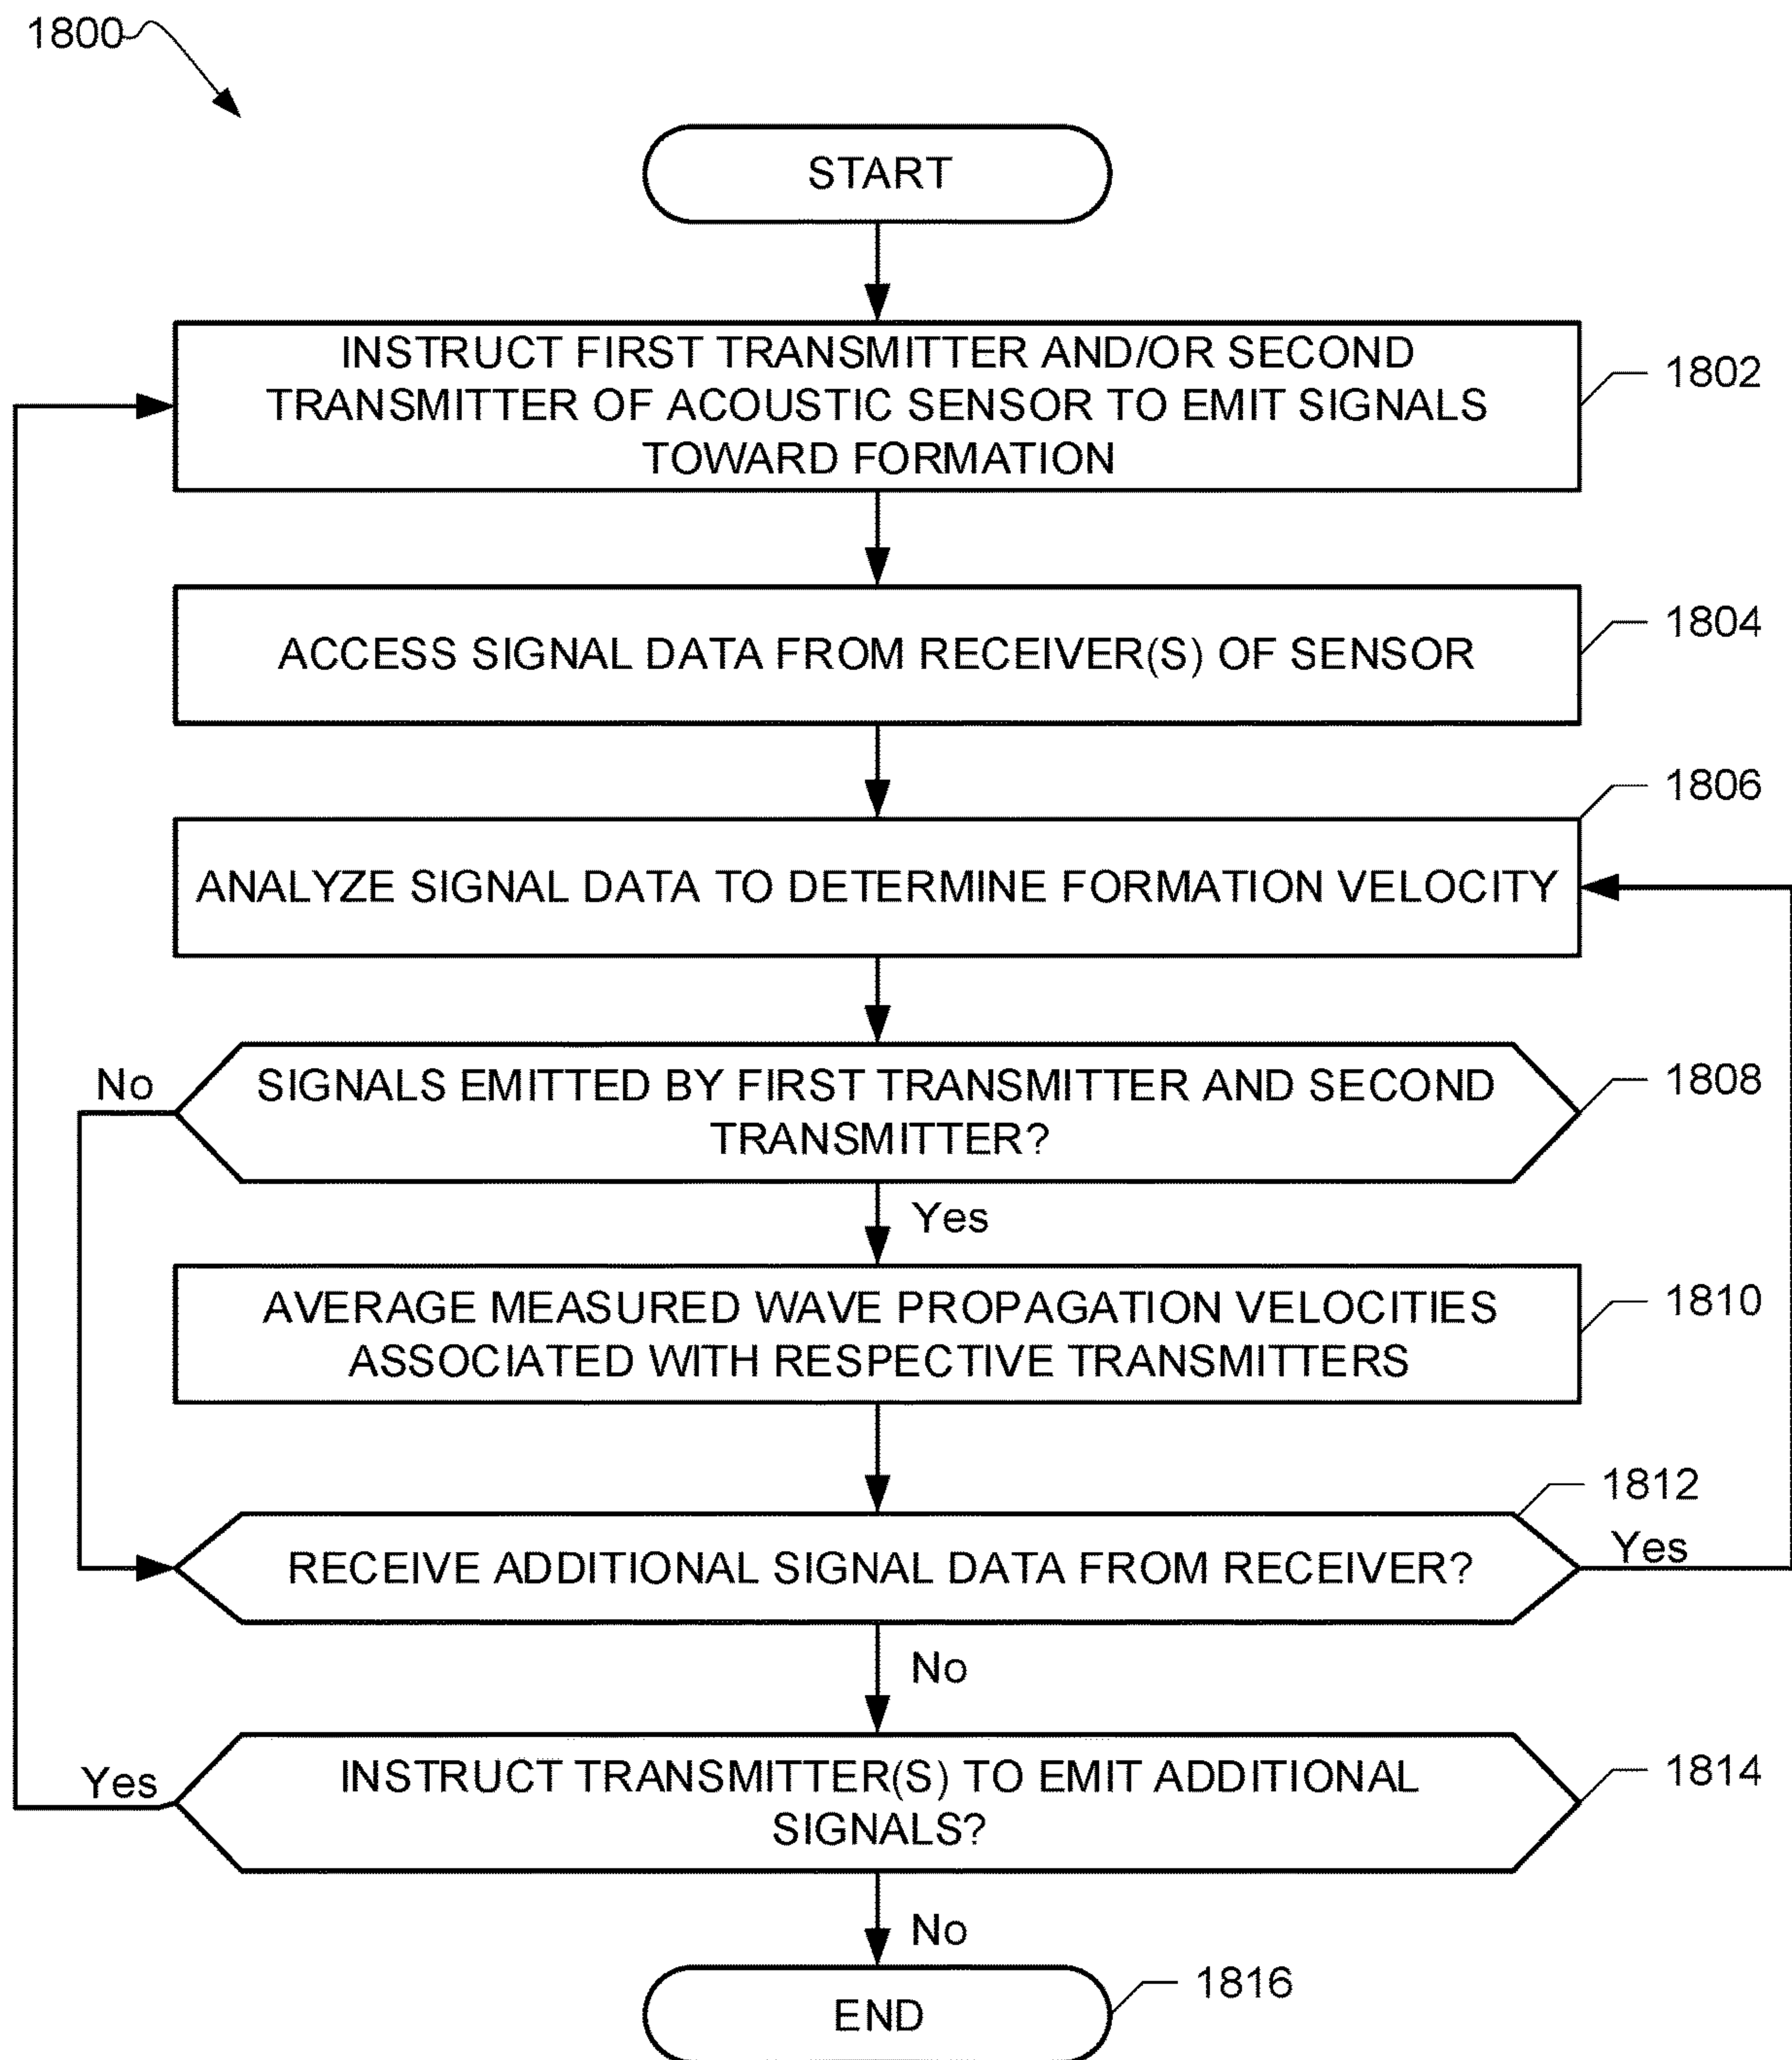 1800
START
INSTRUCT FIRST TRANSMITTER AND/OR SECOND
TRANSMITTER OF ACOUSTIC SENSOR TO EMIT SIGNALS
TOWARD FORMATION
1802
ACCESS SIGNAL DATA FROM RECEIVER(S) OF SENSOR
1804
1806
ANALYZE SIGNAL DATA TO DETERMINE FORMATION VELOCITY
No
SIGNALS EMITTED BY FIRST TRANSMITTER AND SECOND
TRANSMITTER?
1808
Yes
AVERAGE MEASURED WAVE PROPAGATION VELOCITIES
ASSOCIATED WITH RESPECTIVE TRANSMITTERS
1810
1812
RECEIVE ADDITIONAL SIGNAL DATA FROM RECEIVER?
Yes
No
Yes
INSTRUCT TRANSMITTER(S) TO EMIT ADDITIONAL
SIGNALS?
1814
No
END
1816